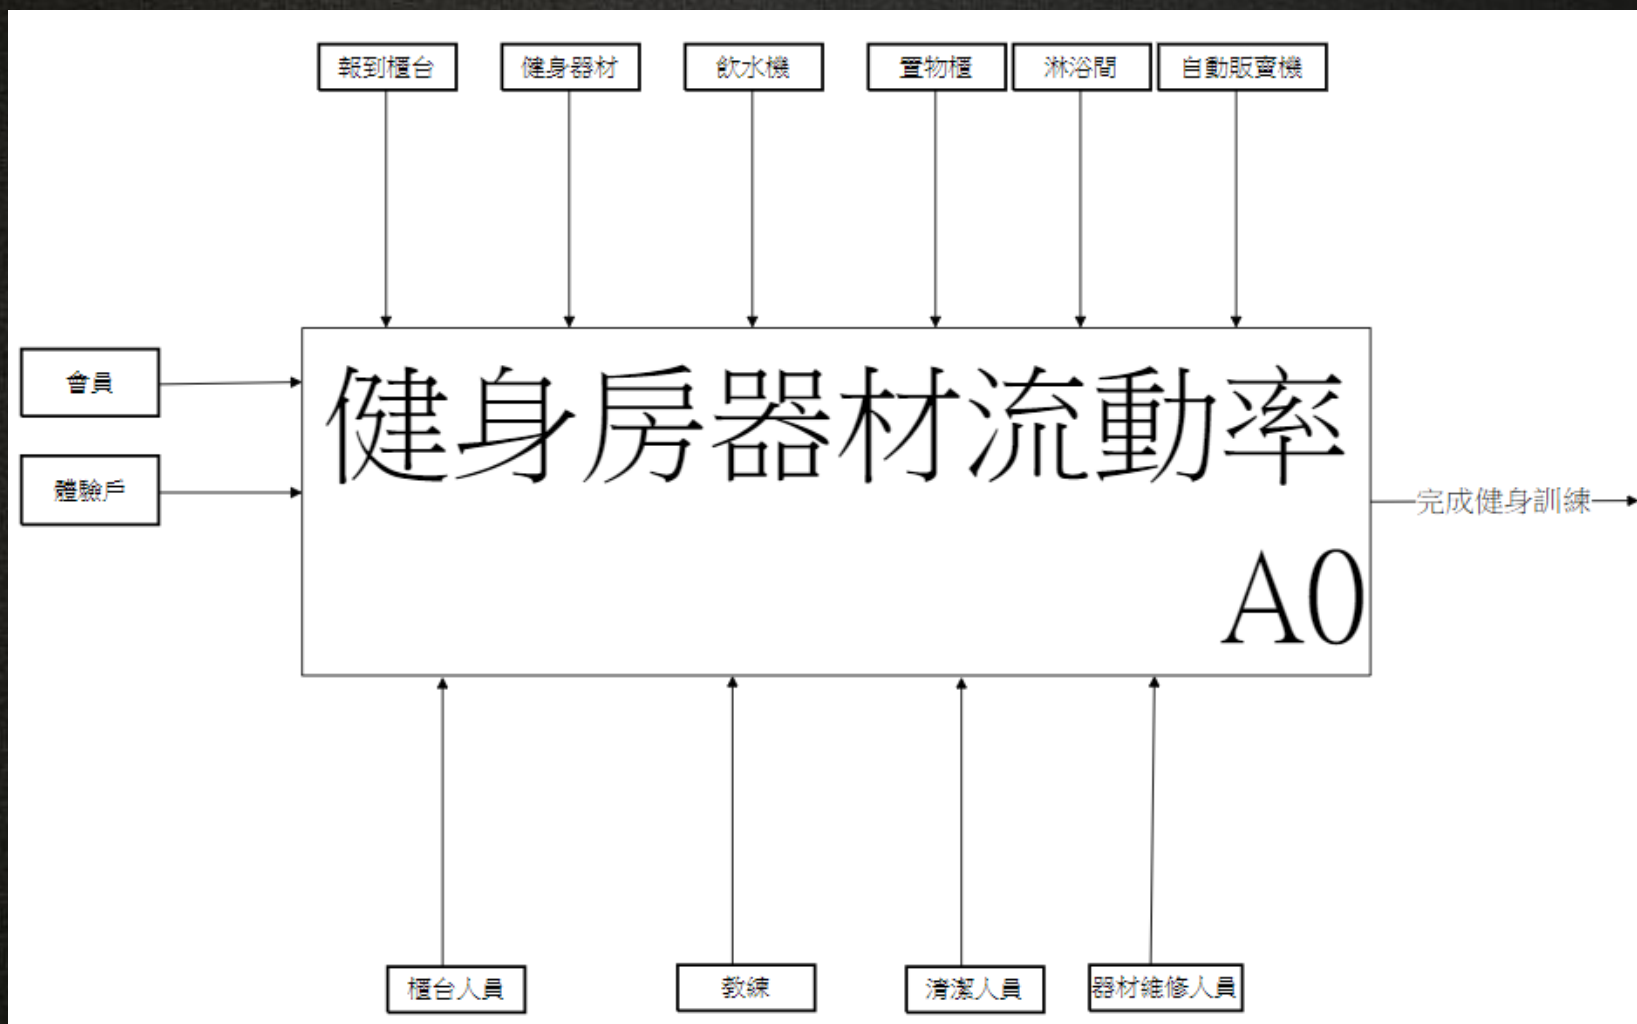 報到櫃台
健身器材
飲水機
置物櫃
淋浴間
自動販賣機
會員
體驗戶
健身房器材流動率
A0
完成健身訓練
櫃台人員
教練
清潔人員
器材維修人員